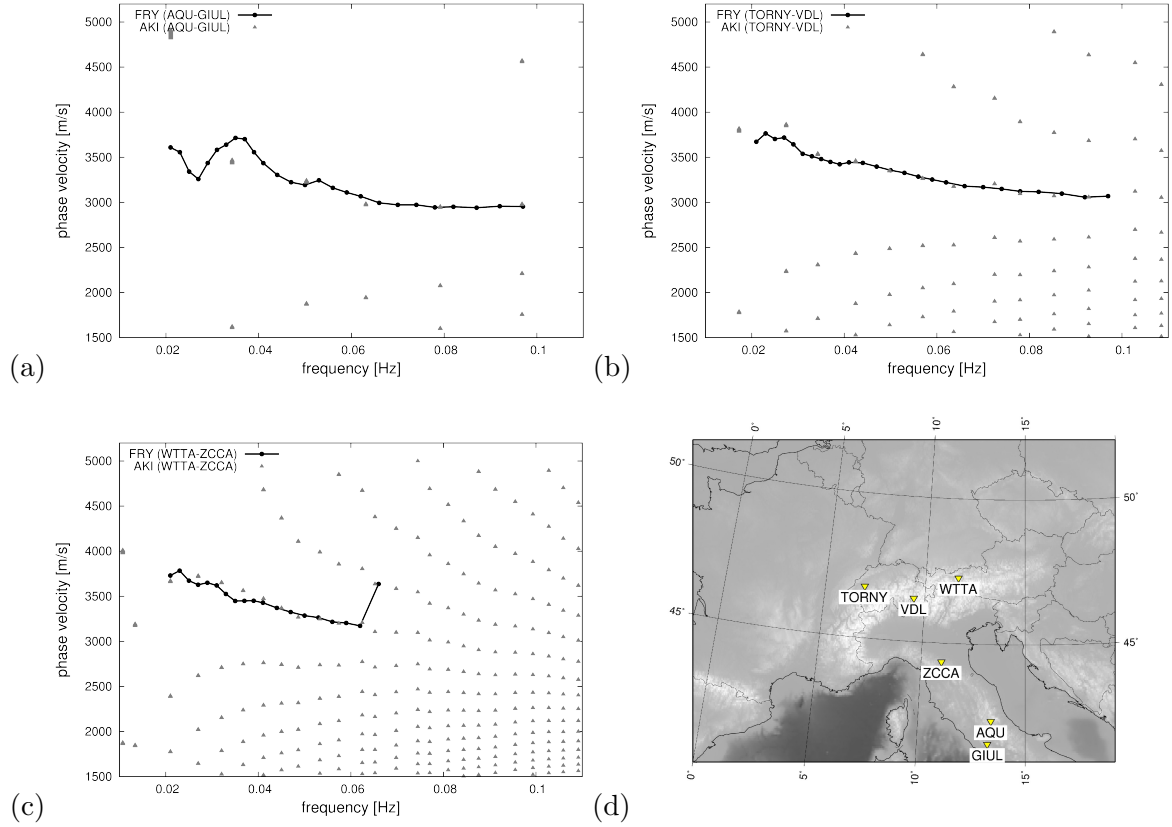 FRY (AQU-GIUL)
AKI (AQU-GIUL)
5000
4500
4000
3500
3000
2500
2000
1500
phase velocity [m/s]
0.02 0.04 0.06 0.08 0.1
frequency [Hz]
(a)
FRY (TORNY-VDL)
AKI (TORNY-VDL)
5000
4500
4000
3500
3000
2500
2000
1500
phase velocity [m/s]
0.02 0.04 0.06 0.08 0.1
frequency [Hz]
(b)
FRY (WTTA-ZCCA)
AKI (WTTA-ZCCA)
5000
4500
4000
3500
3000
2500
2000
1500
phase velocity [m/s]
0.02 0.04 0.06 0.08 0.1
frequency [Hz]
(c)
0° 5° 10° 15°
50° 50°
45° 45°
TORNY
VDL
WTTA
ZCCA
AQU
GIUL
0° 5° 10° 15°
(d)